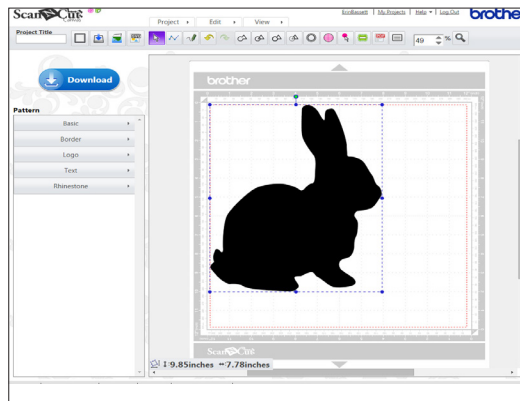 ScanNCut
Canvas
ErinBassett | My Projects | Help | Log Out
brother
Project Edit View
Project Title
49 %
Download
Pattern
Basic
Border
Logo
Text
Rhinestone
brother
ScanNCut
9.85inches 7.78inches